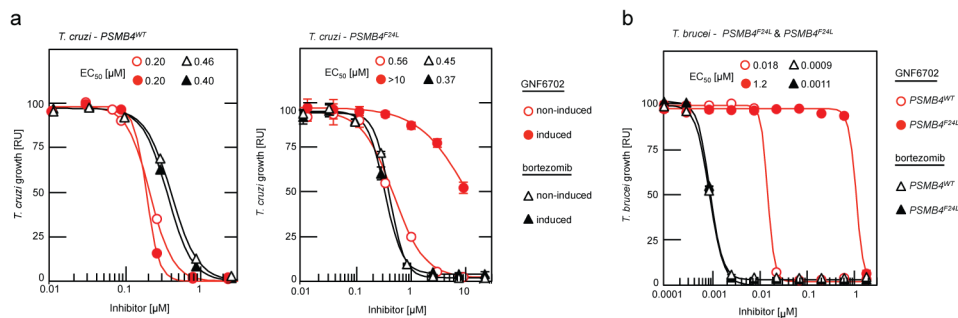 a
T. cruzi - PSMB4WT
EC50 [µM]
0.20 0.46
0.20 0.40
T. cruzi growth [RU]
100
75
50
25
0
0.01 0.1 1
Inhibitor [µM]
T. cruzi - PSMB4F24L
EC50 [µM]
0.56 0.45
>10 0.37
T. cruzi growth [RU]
100
75
50
25
0
0.01 0.1 1 10
Inhibitor [µM]
GNF6702
non-induced
induced
bortezomib
non-induced
induced
b
T. brucei - PSMB4F24L & PSMB4F24L
EC50 [µM]
0.018 0.0009
1.2 0.0011
T. brucei growth [RU]
100
75
50
25
0
0.0001 0.001 0.01 0.1 1
Inhibitor [µM]
GNF6702
PSMB4WT
PSMB4F24L
bortezomib
PSMB4WT
PSMB4F24L